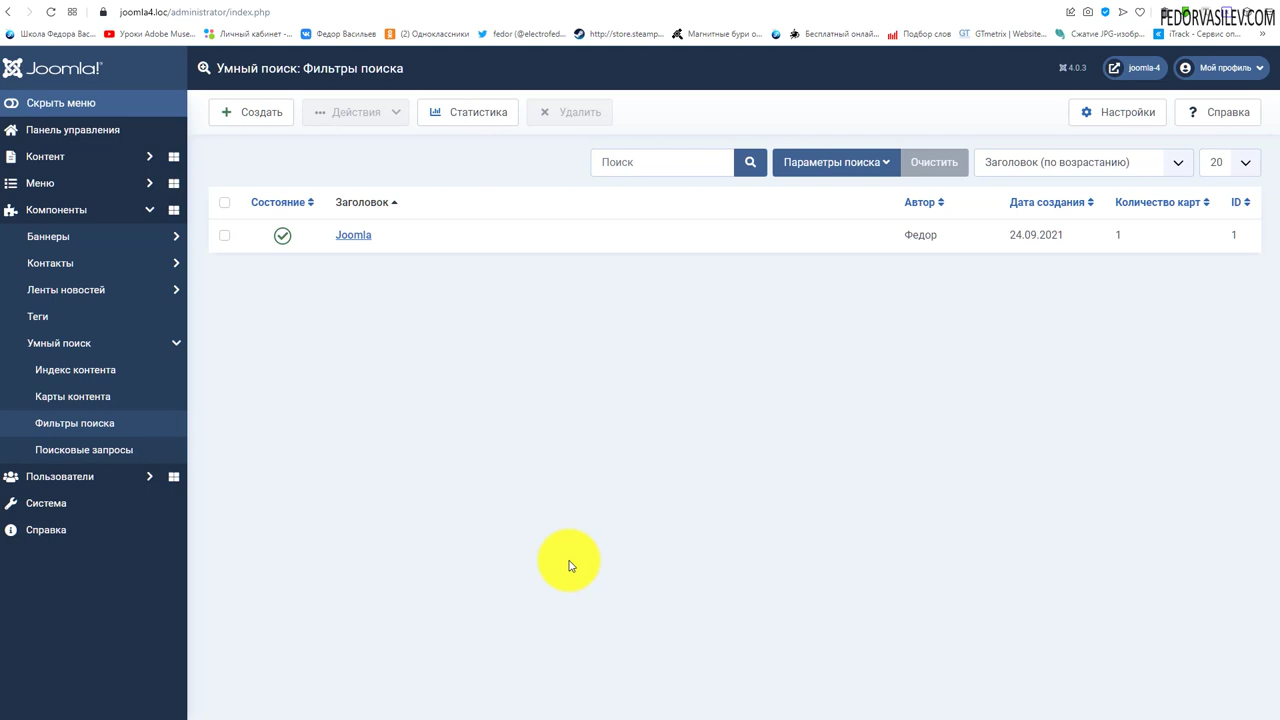 joomla4.loc/administrator/index.php
FEDORVASILEV.COM
Школа Федора Вас...
Уроки Adobe Muse...
Личный кабинет -...
Федор Васильев
(2) Одноклассники
fedor (@electrofed...
http://store.steamp...
Магнитные бури о...
Бесплатный онлай...
Подбор слов
GTmetrix | Website...
Сжатие JPG-изобр...
iTrack - Сервис оп...
Joomla!
Умный поиск: Фильтры поиска
4.0.3
joomla-4
Мой профиль
Скрыть меню
Панель управления
Контент
Меню
Компоненты
Баннеры
Контакты
Ленты новостей
Теги
Умный поиск
Индекс контента
Карты контента
Фильтры поиска
Поисковые запросы
Пользователи
Система
Справка
Создать
Действия
Статистика
Удалить
Настройки
Справка
Поиск
Параметры поиска
Очистить
Заголовок (по возрастанию)
20
Состояние
Заголовок
Автор
Дата создания
Количество карт
ID
Joomla
Федор
24.09.2021
1
1